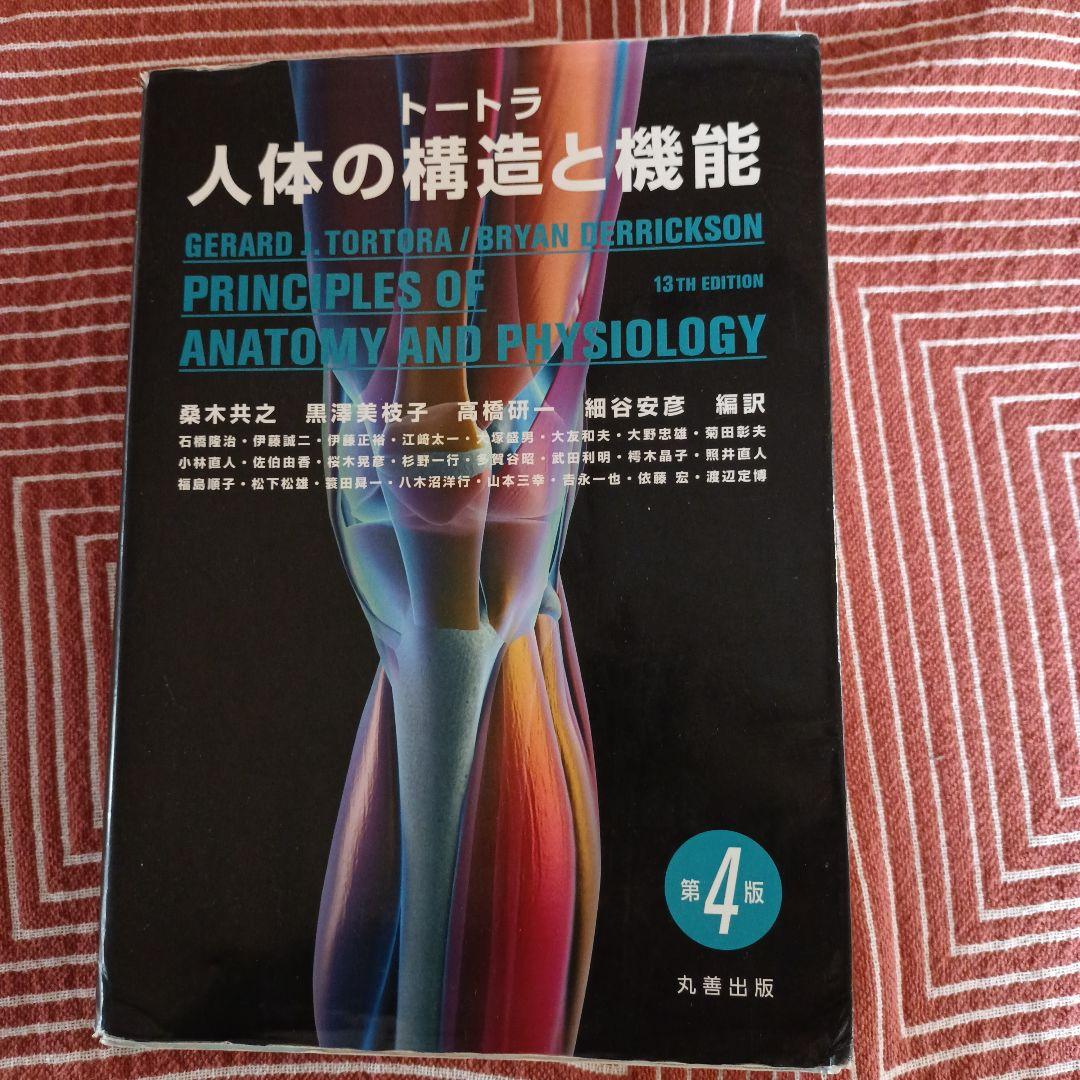 トートラ
人体の構造と機能
GERARD J. TORTORA / BRYAN DERRICKSON
PRINCIPLES OF 13TH EDITION
ANATOMY AND PHYSIOLOGY
桑木共之 黒澤美枝子 高橋研一 細谷安彦 編訳
石橋隆治・伊藤誠二・伊藤正裕・江﨑太一・大塚盛男・大友和夫・大野忠雄・菊田彰夫
小林直人・佐伯由香・桜木晃彦・杉野一行・多賀谷昭・武田利明・樗木晶子・照井直人
福島順子・松下松雄・蓑田昇一・八木沼洋行・山本三幸・吉永一也・依藤 宏・渡辺定博
第4版
丸善出版